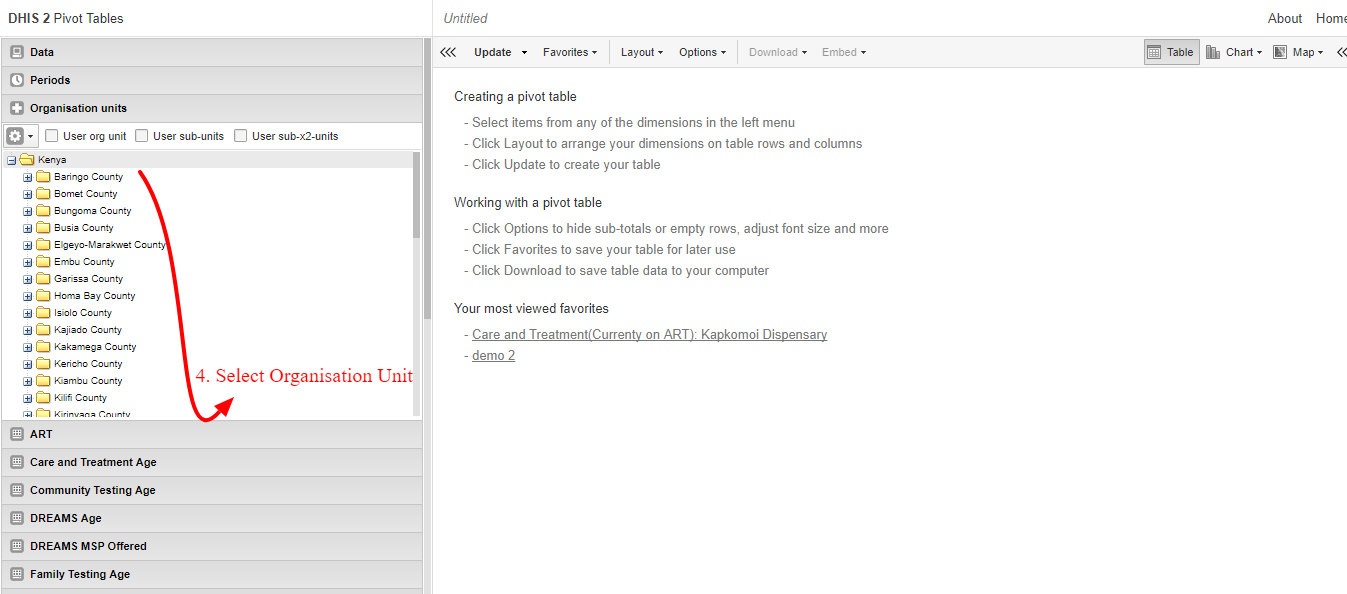 DHIS 2 Pivot Tables
Untitled
About Home
Data
Periods
Organisation units
User org unit User sub-units User sub-x2-units
Kenya
Baringo County
Bomet County
Bungoma County
Busia County
Elgeyo-Marakwet County
Embu County
Garissa County
Homa Bay County
Isiolo County
Kajiado County
Kakamega County
Kericho County
Kiambu County
Kilifi County
Kirinyaga County
4. Select Organisation Unit
ART
Care and Treatment Age
Community Testing Age
DREAMS Age
DREAMS MSP Offered
Family Testing Age
Update Favorites Layout Options Download Embed Table Chart Map
Creating a pivot table
- Select items from any of the dimensions in the left menu
- Click Layout to arrange your dimensions on table rows and columns
- Click Update to create your table
Working with a pivot table
- Click Options to hide sub-totals or empty rows, adjust font size and more
- Click Favorites to save your table for later use
- Click Download to save table data to your computer
Your most viewed favorites
- Care and Treatment(Currenty on ART): Kapkomoi Dispensary
- demo 2